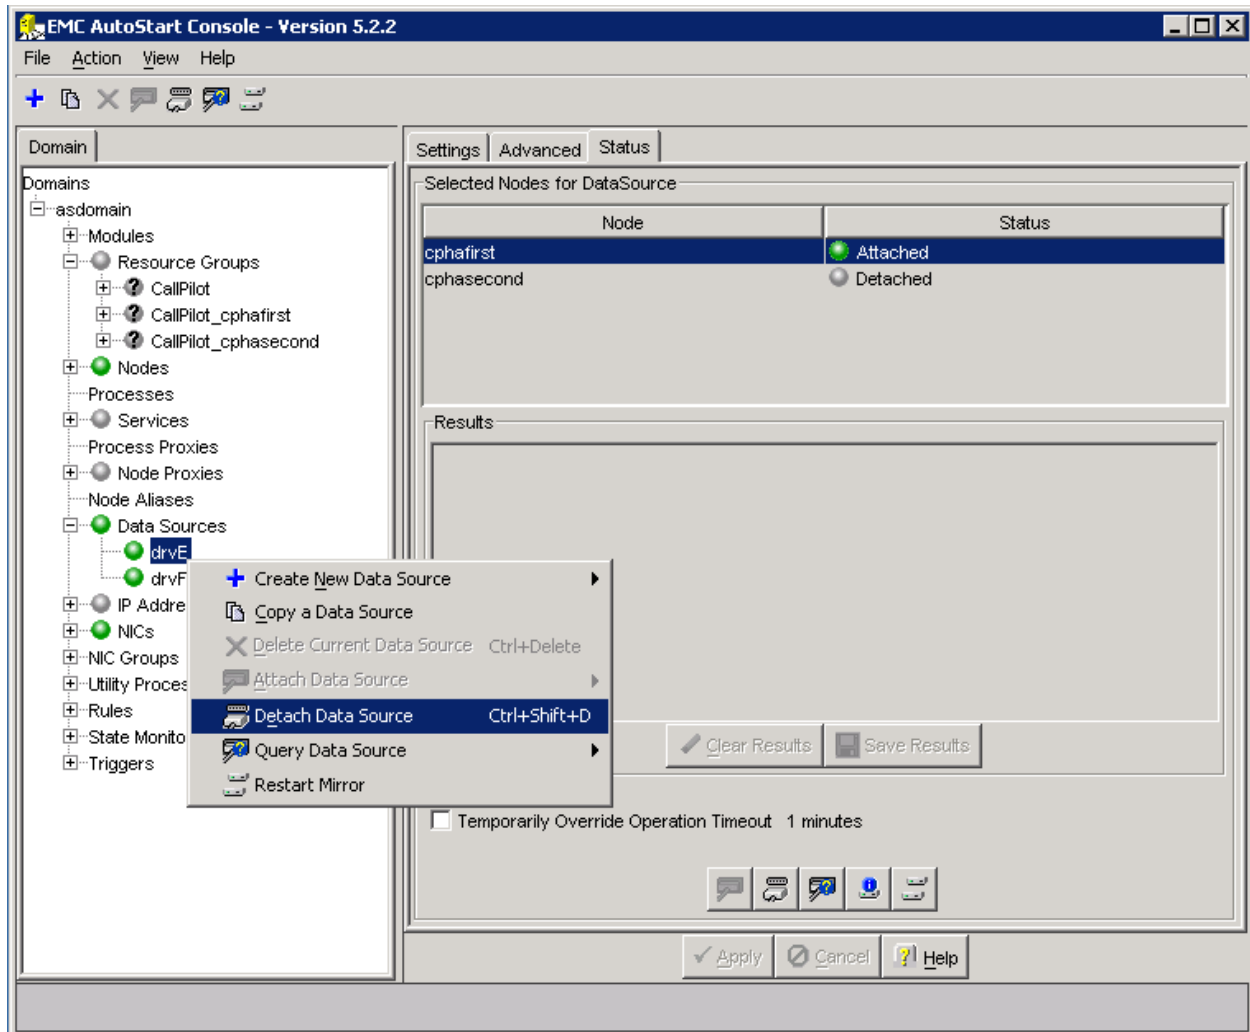 EMC AutoStart Console - Version 5.2.2
File Action View Help
Domain
Domains
asdomain
Modules
Resource Groups
CallPilot
CallPilot_cphafirst
CallPilot_cphasecond
Nodes
Processes
Services
Process Proxies
Node Proxies
Node Aliases
Data Sources
drvE
drvF
IP Addre
NICs
NIC Groups
Utility Proces
Rules
State Monito
Triggers
Create New Data Source
Copy a Data Source
Delete Current Data Source Ctrl+Delete
Attach Data Source
Detach Data Source Ctrl+Shift+D
Query Data Source
Restart Mirror
Settings Advanced Status
Selected Nodes for DataSource
Node Status
cphafirst Attached
cphasecond Detached
Results
Clear Results Save Results
Temporarily Override Operation Timeout 1 minutes
Apply Cancel Help